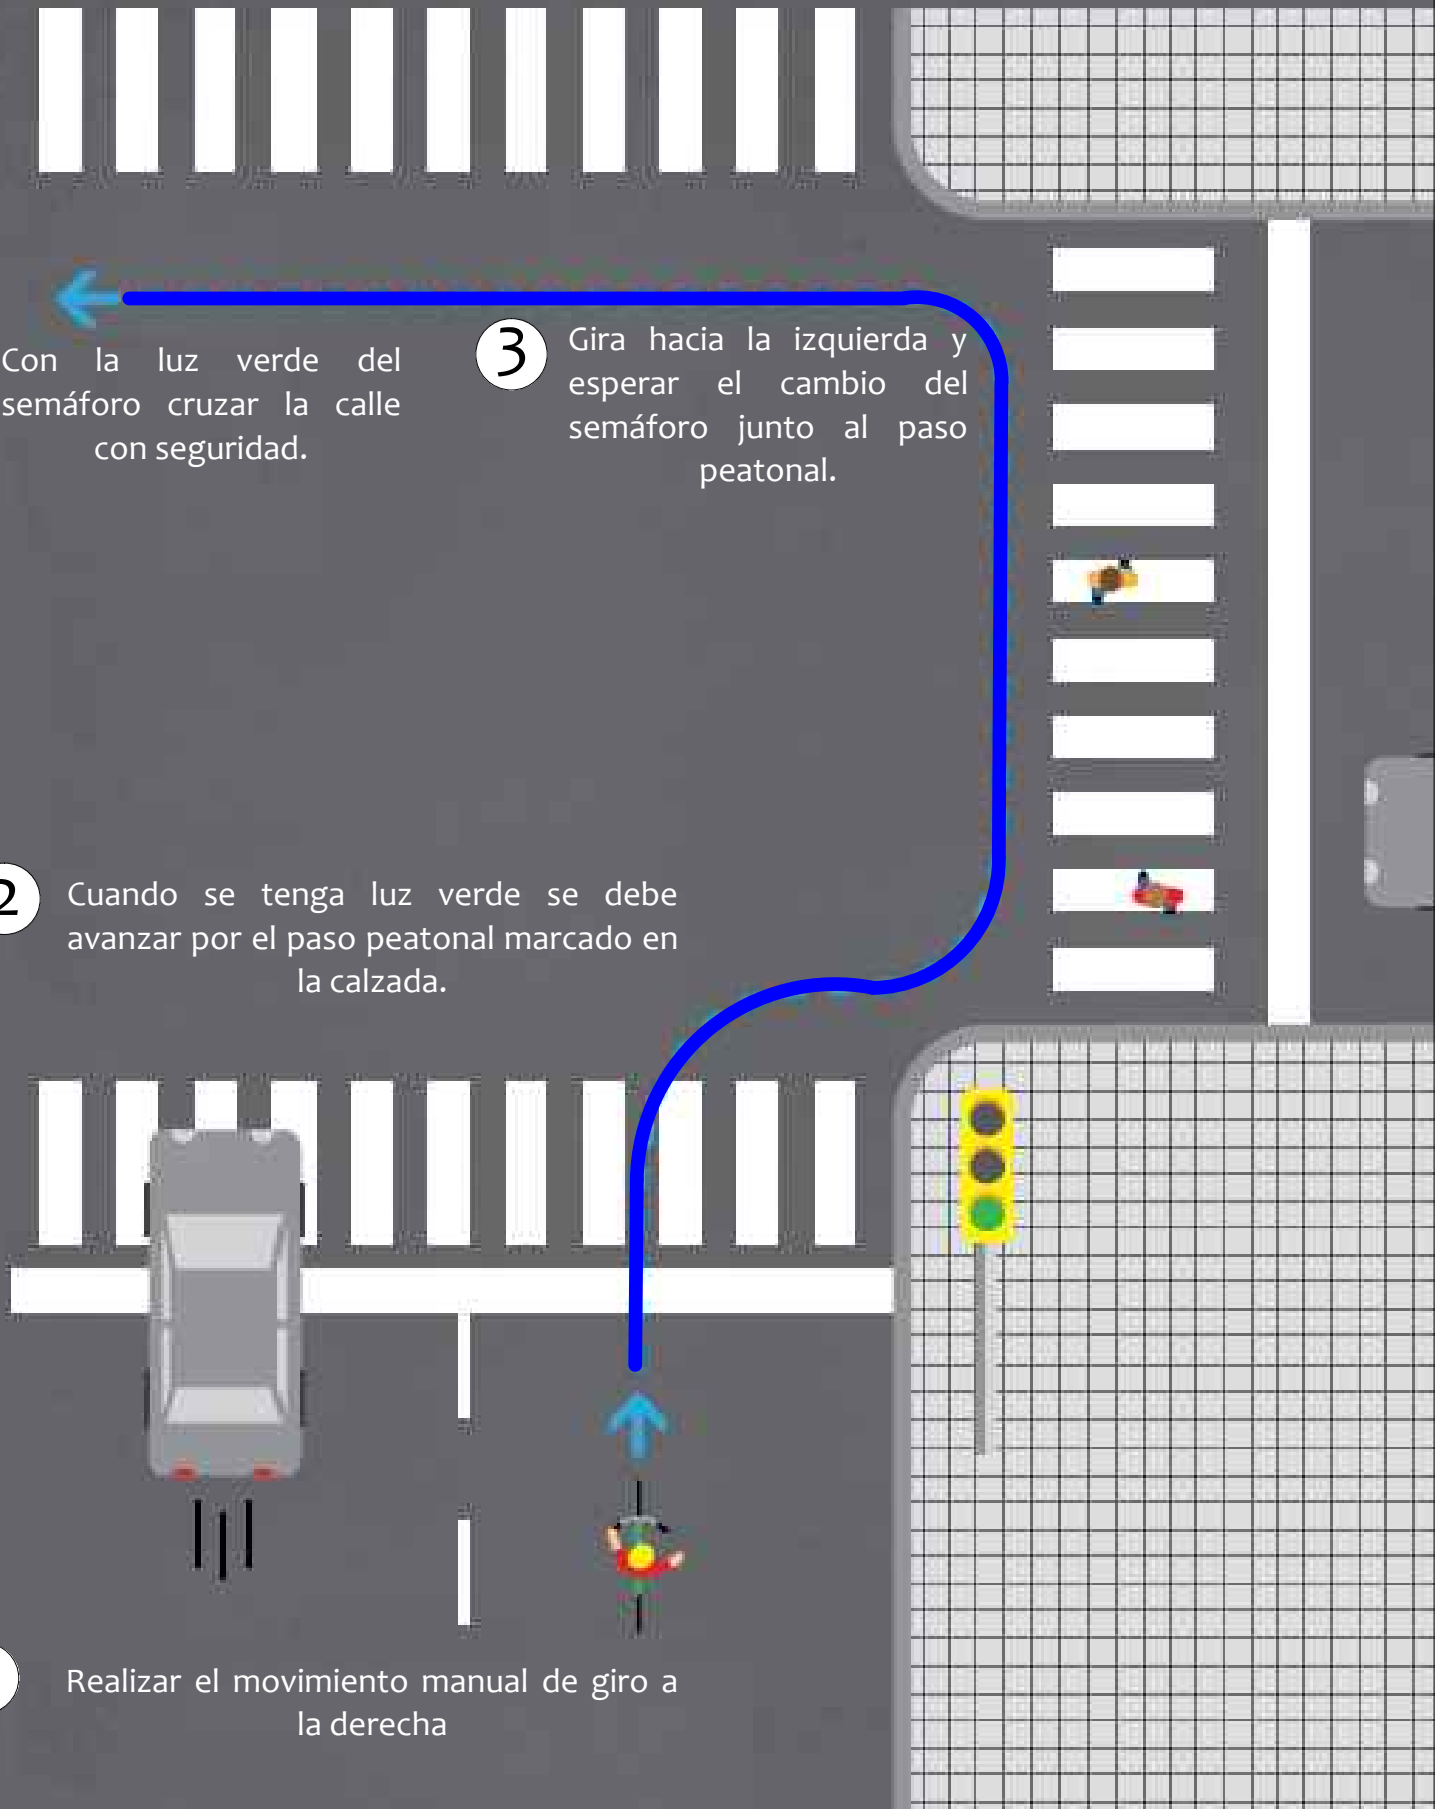 3
Gira hacia la izquierda y
esperar el cambio del
semáforo junto al paso
peatonal.
Con la luz verde del
semáforo cruzar la calle
con seguridad.
2
Cuando se tenga luz verde se debe
avanzar por el paso peatonal marcado en
la calzada.
Realizar el movimiento manual de giro a
la derecha